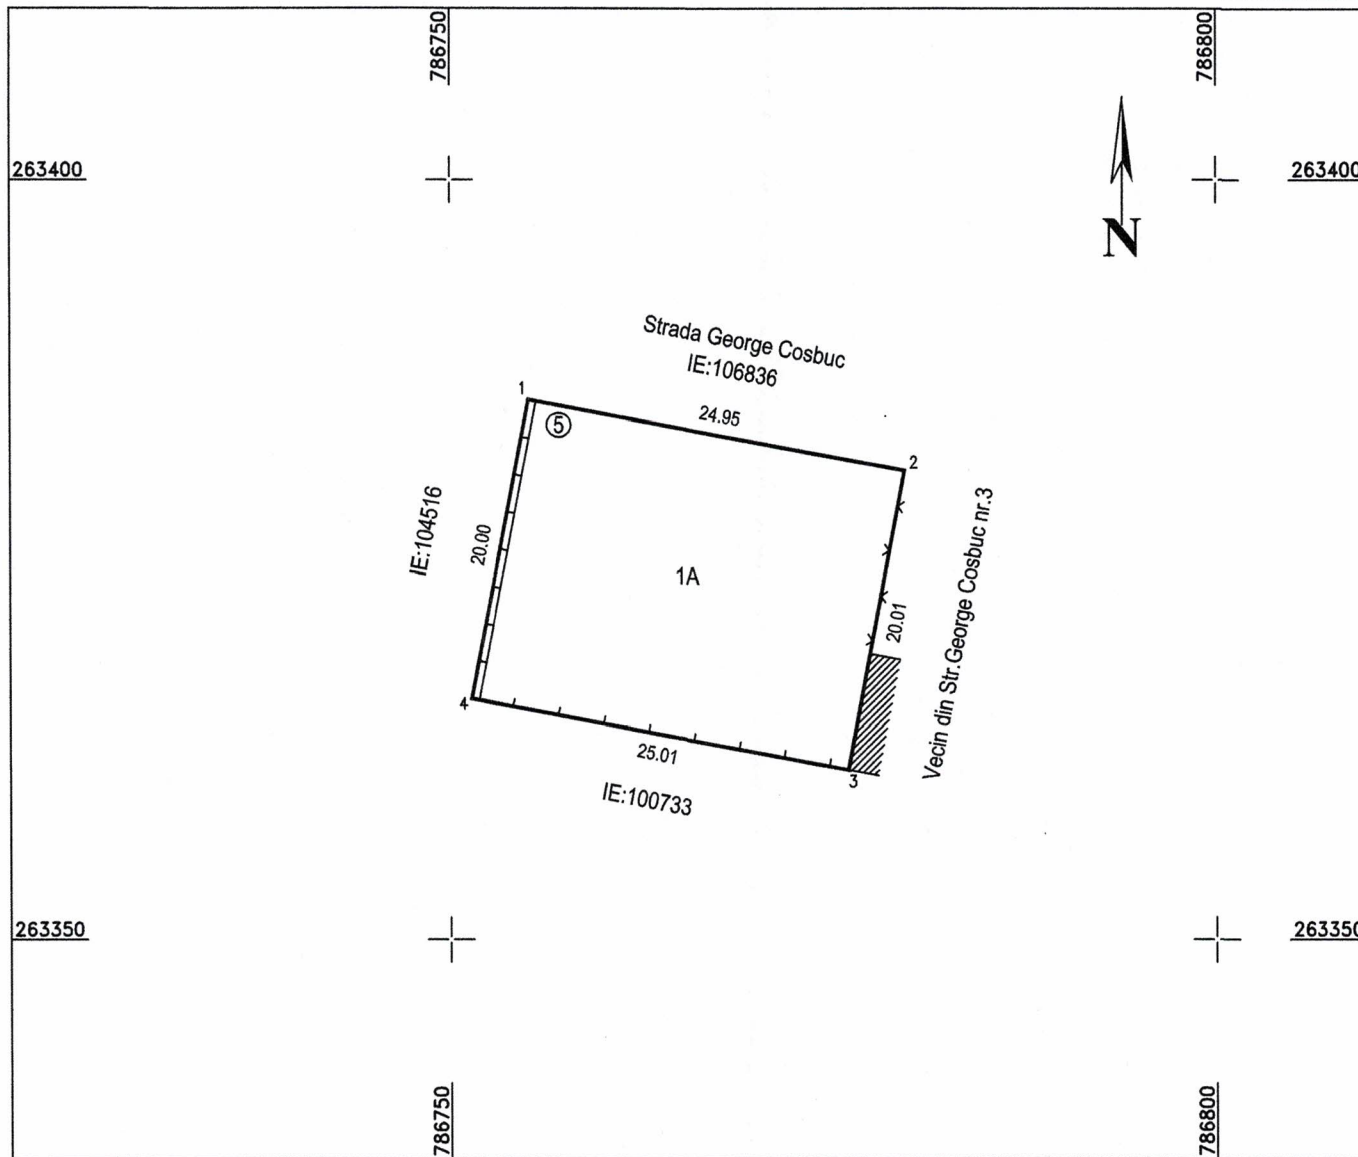 786750
786800
263400
263400
N
Strada George Cosbuc
IE:106836
1
5
24.95
2
IE:104516
20.00
1A
20.01
Vecin din Str.George Cosbuc nr.3
4
25.01
3
IE:100733
263350
263350
786750
786800